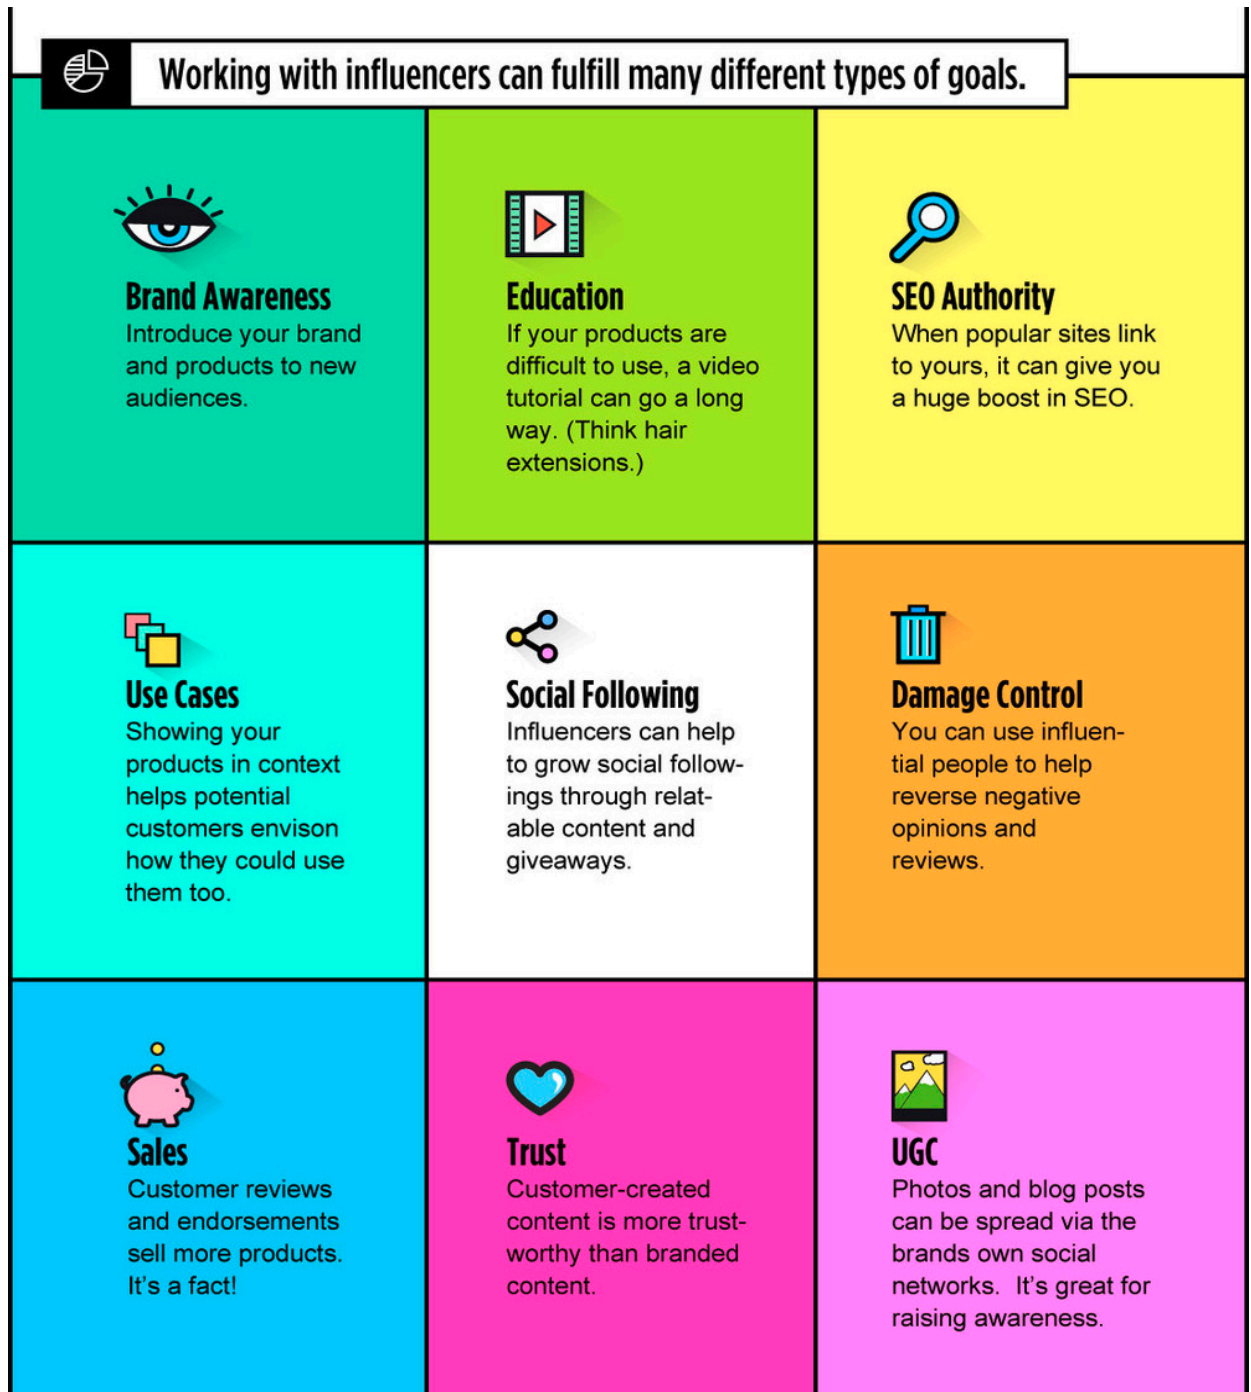 Working with influencers can fulfill many different types of goals.
Brand Awareness
Introduce your brand
and products to new
audiences.
Education
If your products are
difficult to use, a video
tutorial can go a long
way. (Think hair
extensions.)
SEO Authority
When popular sites link
to yours, it can give you
a huge boost in SEO.
Use Cases
Showing your
products in context
helps potential
customers envison
how they could use
them too.
Social Following
Influencers can help
to grow social follow-
ings through relat-
able content and
giveaways.
Damage Control
You can use influen-
tial people to help
reverse negative
opinions and
reviews.
Sales
Customer reviews
and endorsements
sell more products.
It's a fact!
Trust
Customer-created
content is more trust-
worthy than branded
content.
UGC
Photos and blog posts
can be spread via the
brands own social
networks.  It's great for
raising awareness.